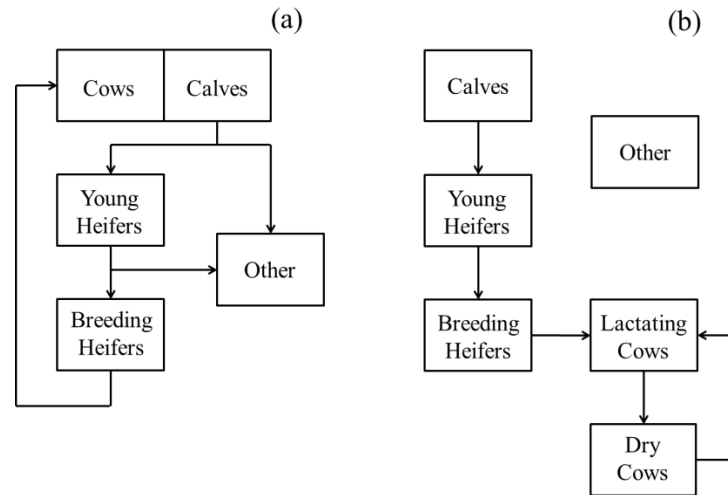 (a)
Cows
Calves
Young
Heifers
Other
Breeding
Heifers
(b)
Calves
Other
Young
Heifers
Breeding
Heifers
Lactating
Cows
Dry
Cows